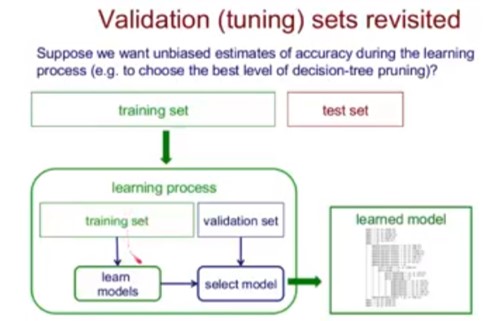 Validation (tuning) sets revisited
Suppose we want unbiased estimates of accuracy during the learning
process (e.g. to choose the best level of decision-tree pruning)?
training set
test set
learning process
training set
validation set
learned model
learn
models
select model